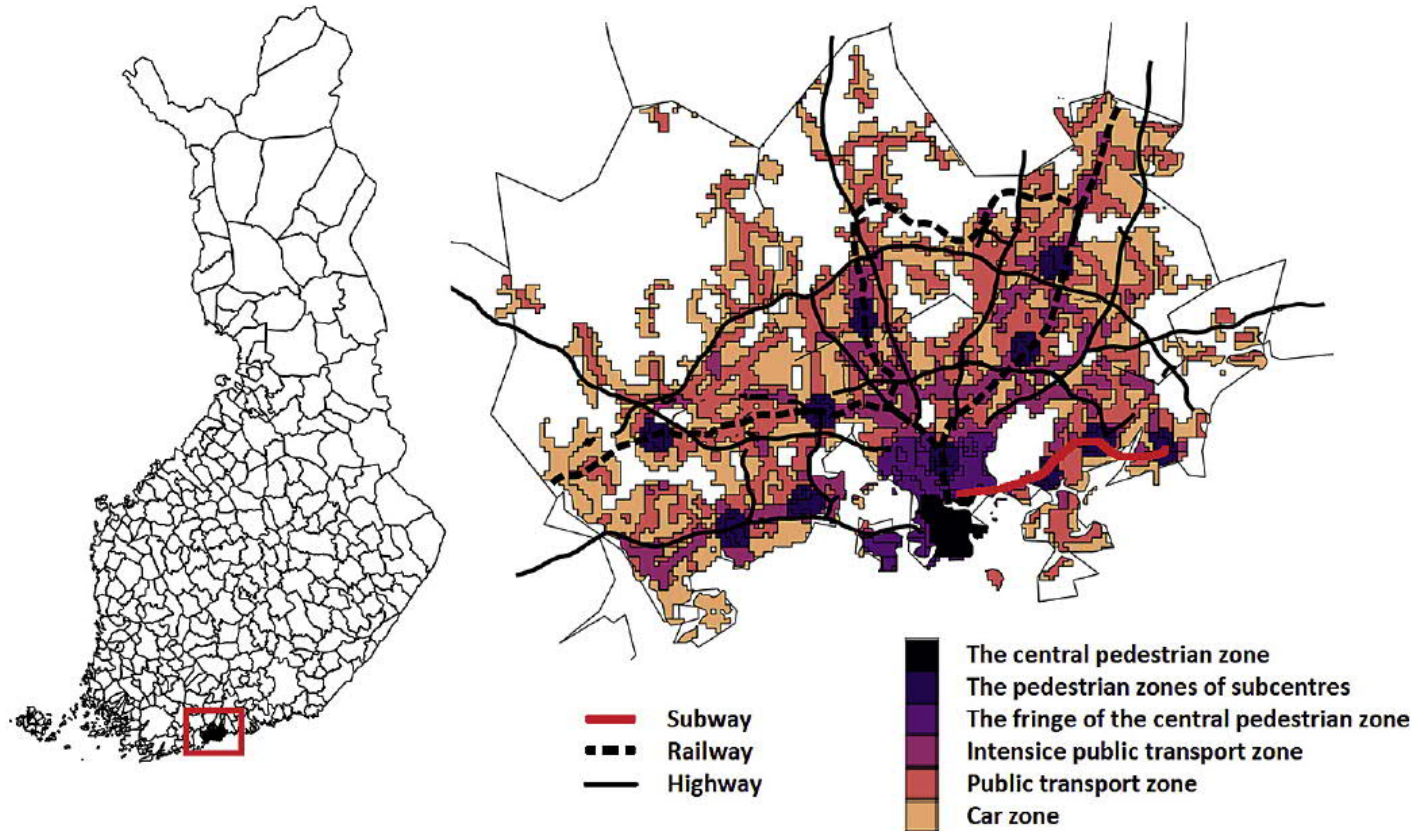 The central pedestrian zone
The pedestrian zones of subcentres
The fringe of the central pedestrian zone
Intensice public transport zone
Public transport zone
Car zone
Subway
Railway
Highway